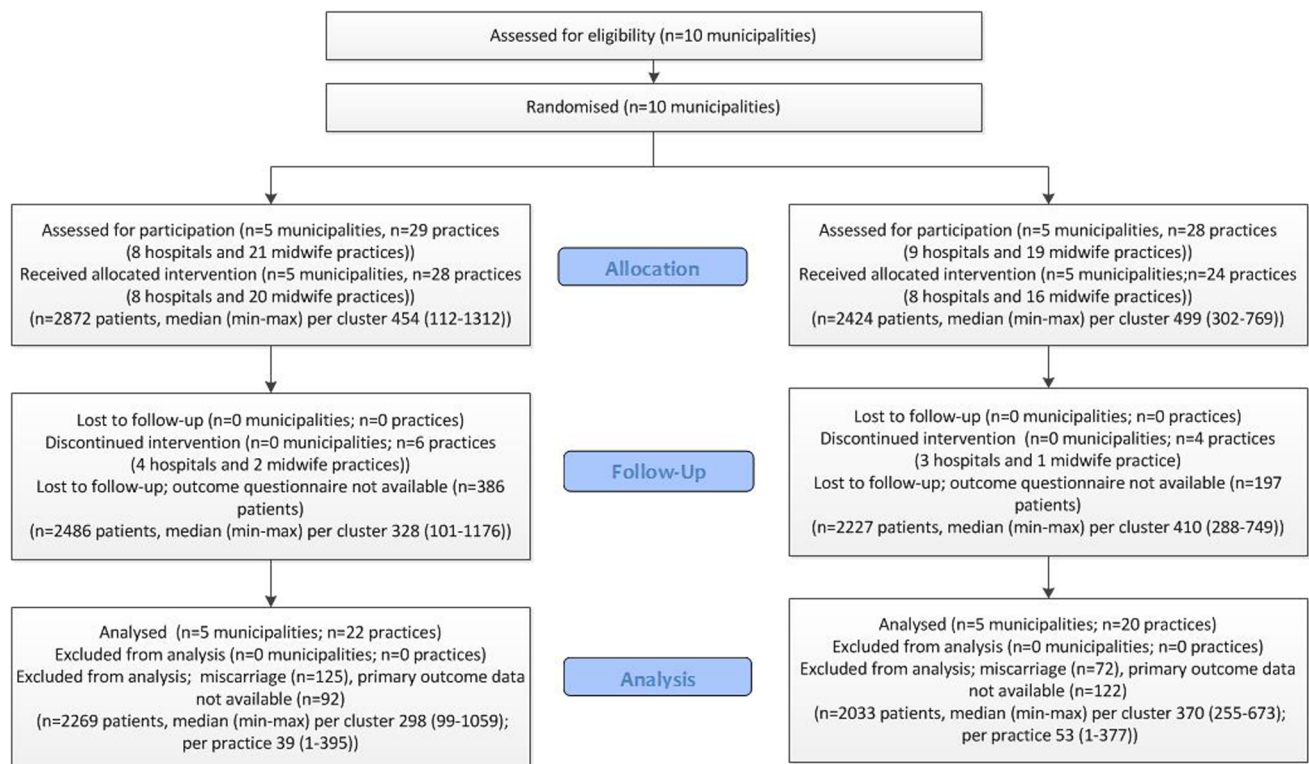 Assessed for eligibility (n=10 municipalities)
Randomised (n=10 municipalities)
Assessed for participation (n=5 municipalities, n=29 practices
(8 hospitals and 21 midwife practices))
Received allocated intervention (n=5 municipalities, n=28 practices
(8 hospitals and 20 midwife practices))
(n=2872 patients, median (min-max) per cluster 454 (112-1312))
Allocation
Assessed for participation (n=5 municipalities, n=28 practices
(9 hospitals and 19 midwife practices))
Received allocated intervention (n=5 municipalities;n=24 practices
(8 hospitals and 16 midwife practices))
(n=2424 patients, median (min-max) per cluster 499 (302-769))
Lost to follow-up (n=0 municipalities; n=0 practices)
Discontinued intervention (n=0 municipalities; n=6 practices
(4 hospitals and 2 midwife practices))
Lost to follow-up; outcome questionnaire not available (n=386
patients)
(n=2486 patients, median (min-max) per cluster 328 (101-1176))
Follow-Up
Lost to follow-up (n=0 municipalities; n=0 practices)
Discontinued intervention (n=0 municipalities; n=4 practices
(3 hospitals and 1 midwife practice)
Lost to follow-up; outcome questionnaire not available (n=197
patients)
(n=2227 patients, median (min-max) per cluster 410 (288-749))
Analysed (n=5 municipalities; n=22 practices)
Excluded from analysis (n=0 municipalities; n=0 practices)
Excluded from analysis; miscarriage (n=125), primary outcome data
not available (n=92)
(n=2269 patients, median (min-max) per cluster 298 (99-1059);
per practice 39 (1-395))
Analysis
Analysed (n=5 municipalities; n=20 practices)
Excluded from analysis (n=0 municipalities; n=0 practices)
Excluded from analysis; miscarriage (n=72), primary outcome data
not available (n=122)
(n=2033 patients, median (min-max) per cluster 370 (255-673);
per practice 53 (1-377))